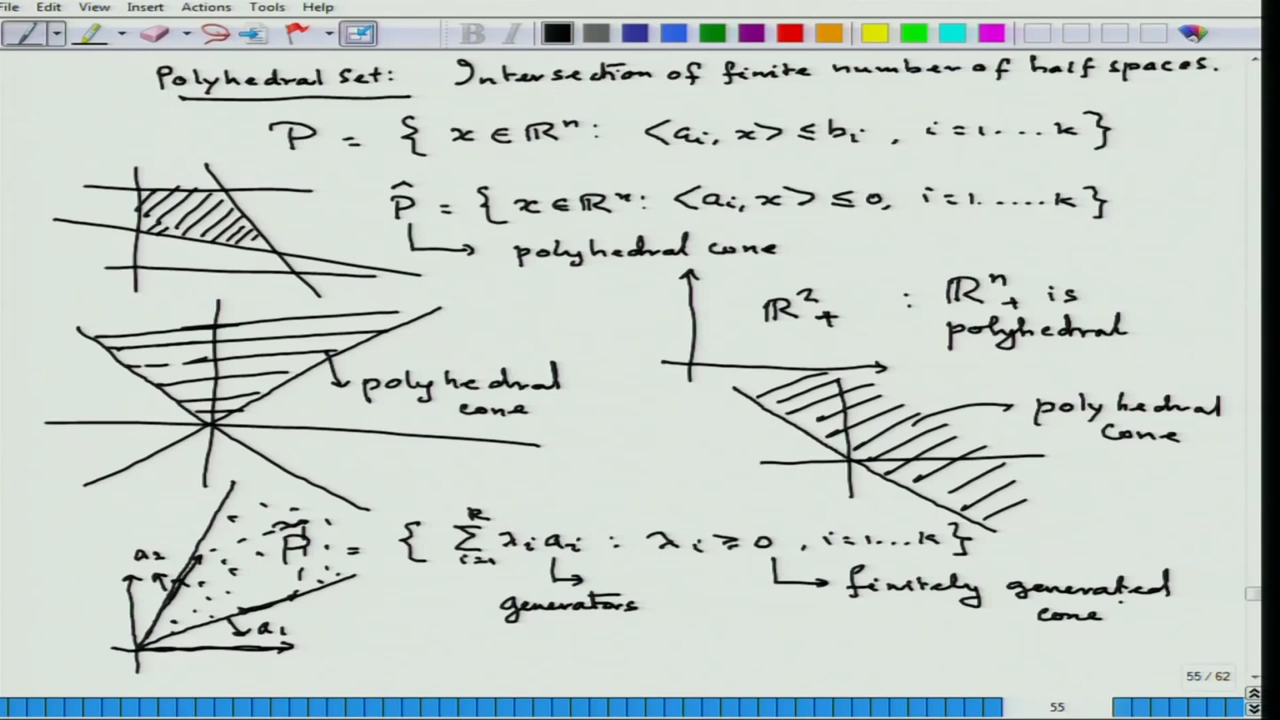 File Edit View Insert Actions Tools Help
B I
Polyhedral Set: Intersection of finite number of half spaces.
P = { x ∈ ℝⁿ : <aᵢ, x> ≤ bᵢ , i = 1 ... k }
P̂ = { x ∈ ℝⁿ : <aᵢ, x> ≤ 0, i = 1. .... k }
polyhedral cone
ℝ²₊ : ℝⁿ₊ is
polyhedral
polyhedral
cone
polyhedral
cone
P̃ = { ∑ᵢ₌₁ᵏ λᵢ aᵢ : λᵢ ≥ 0 , i = 1 ... k }
a₂
generators
finitely generated
cone
a₁
55 / 62
55